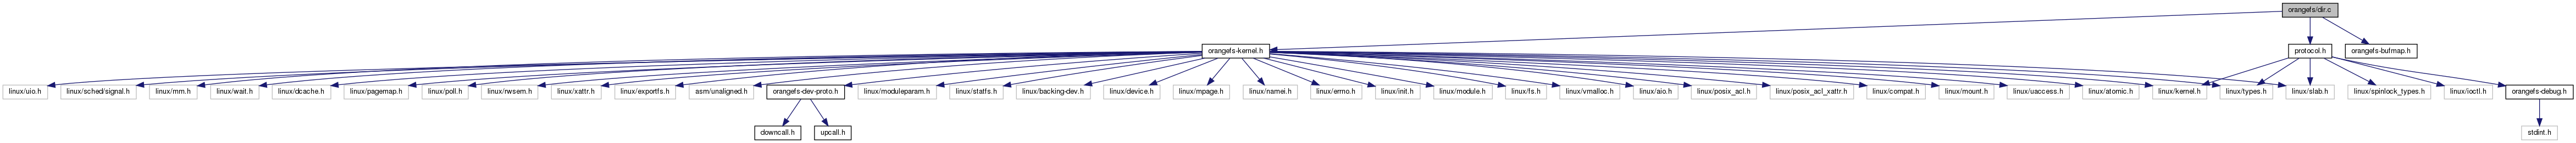 orangefs/dir.c
orangefs-kernel.h
protocol.h
orangefs-bufmap.h
linux/uio.h
linux/sched/signal.h
linux/mm.h
linux/wait.h
linux/dcache.h
linux/pagemap.h
linux/poll.h
linux/rwsem.h
linux/xattr.h
linux/exportfs.h
asm/unaligned.h
orangefs-dev-proto.h
linux/moduleparam.h
linux/statfs.h
linux/backing-dev.h
linux/device.h
linux/mpage.h
linux/namei.h
linux/errno.h
linux/init.h
linux/module.h
linux/fs.h
linux/vmalloc.h
linux/aio.h
linux/posix_acl.h
linux/posix_acl_xattr.h
linux/compat.h
linux/mount.h
linux/uaccess.h
linux/atomic.h
linux/kernel.h
linux/types.h
linux/slab.h
linux/spinlock_types.h
linux/ioctl.h
orangefs-debug.h
downcall.h
upcall.h
stdint.h